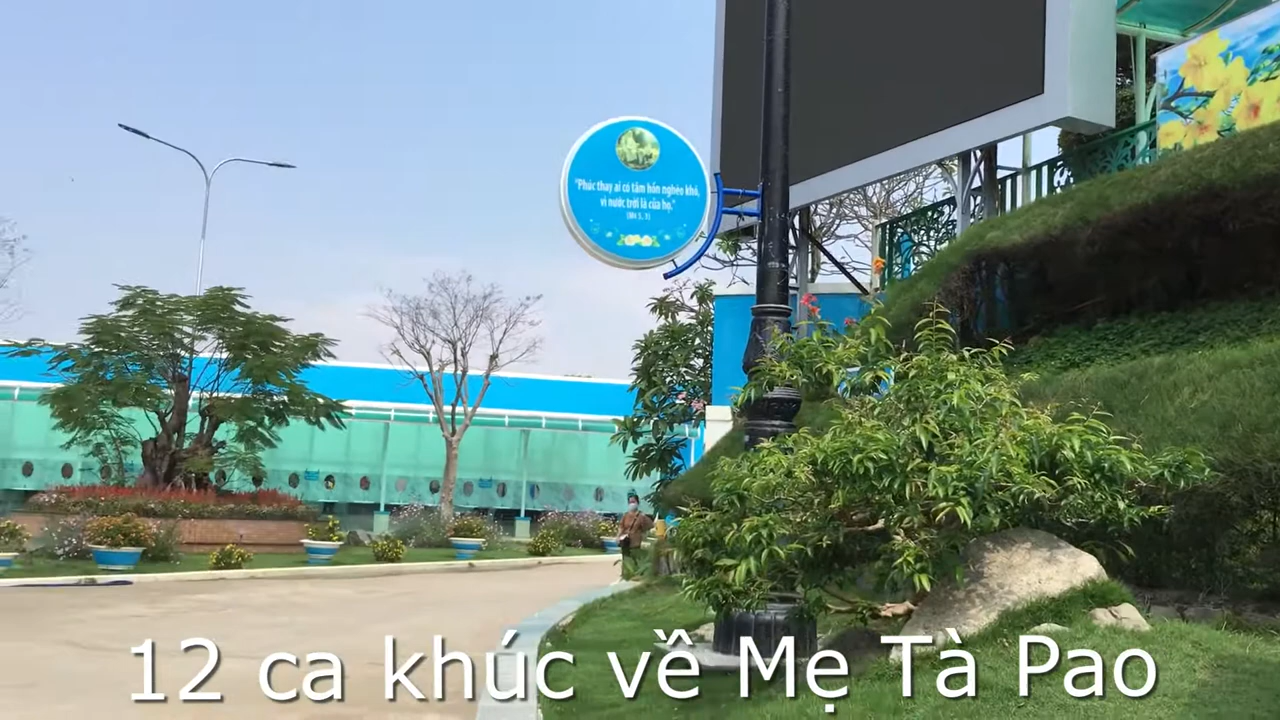 "Phúc thay ai có tâm hồn nghèo khó,
vì nước trời là của họ."
(Mt 5, 3)
12 ca khúc về Mẹ Tà Pao